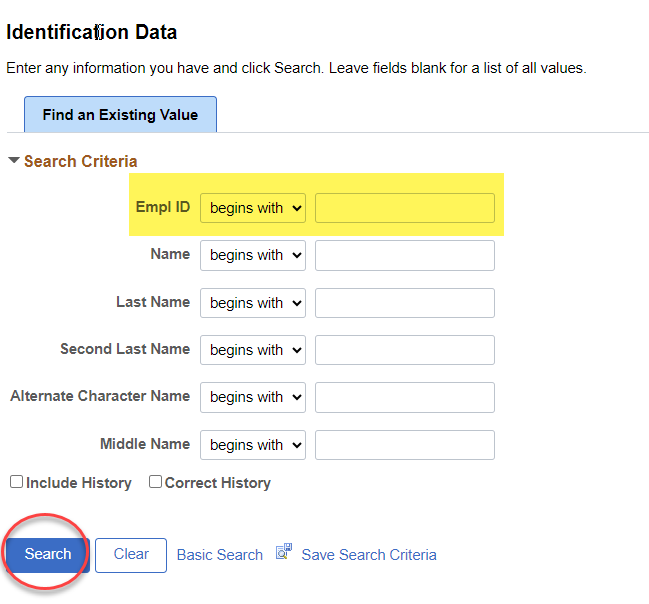 Identification Data
Enter any information you have and click Search. Leave fields blank for a list of all values.
Find an Existing Value
Search Criteria
Empl ID begins with
Name begins with
Last Name begins with
Second Last Name begins with
Alternate Character Name begins with
Middle Name begins with
Include History Correct History
Search Clear Basic Search Save Search Criteria